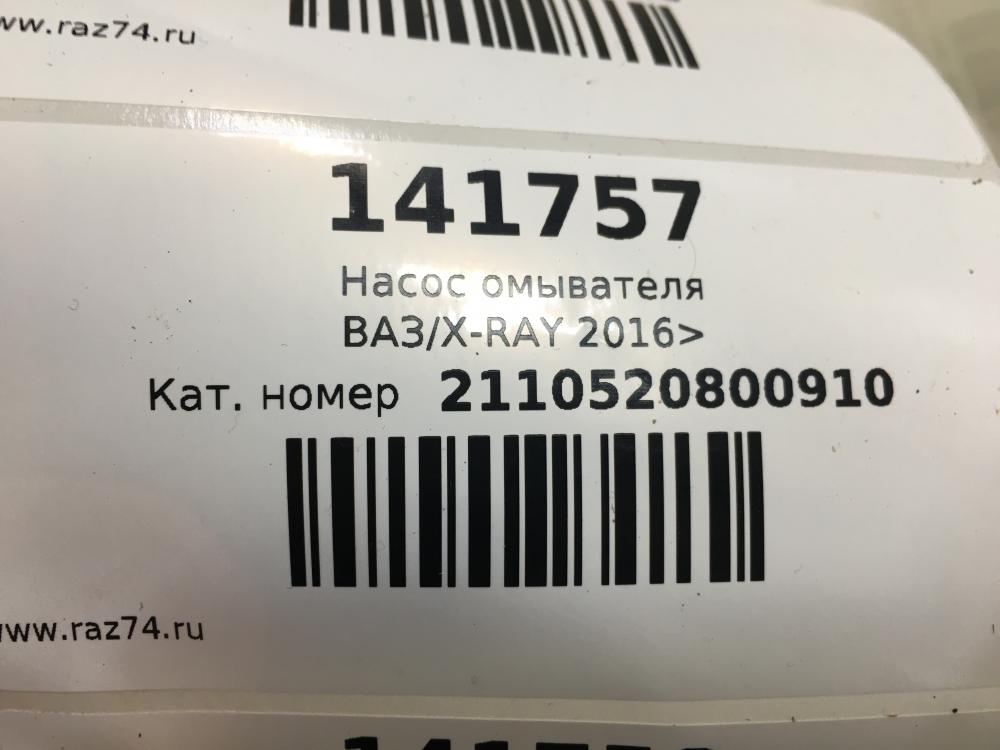 www.raz74.ru
141757
Насос омывателя
ВАЗ/X-RAY 2016>
Кат. номер 2110520800910
www.raz74.ru